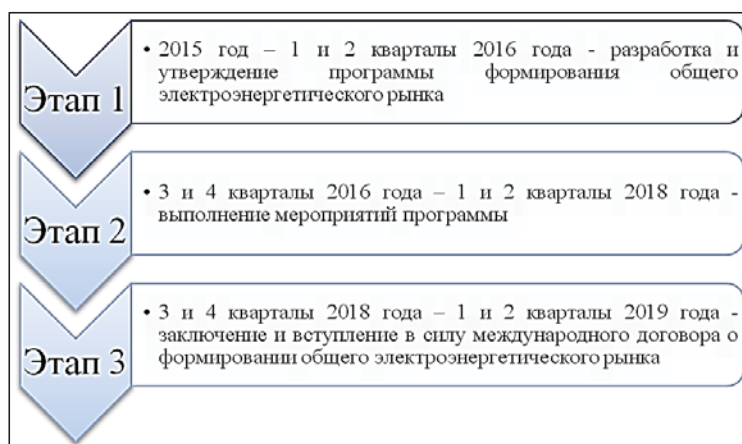 Этап 1
• 2015 год – 1 и 2 кварталы 2016 года - разработка и
утверждение программы формирования общего
электроэнергетического рынка
Этап 2
• 3 и 4 кварталы 2016 года – 1 и 2 кварталы 2018 года -
выполнение мероприятий программы
Этап 3
• 3 и 4 кварталы 2018 года – 1 и 2 кварталы 2019 года -
заключение и вступление в силу международного договора о
формировании общего электроэнергетического рынка